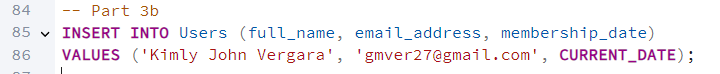 84 -- Part 3b
85 INSERT INTO Users (full_name, email_address, membership_date)
86 VALUES ('Kimly John Vergara', 'gmver27@gmail.com', CURRENT_DATE);